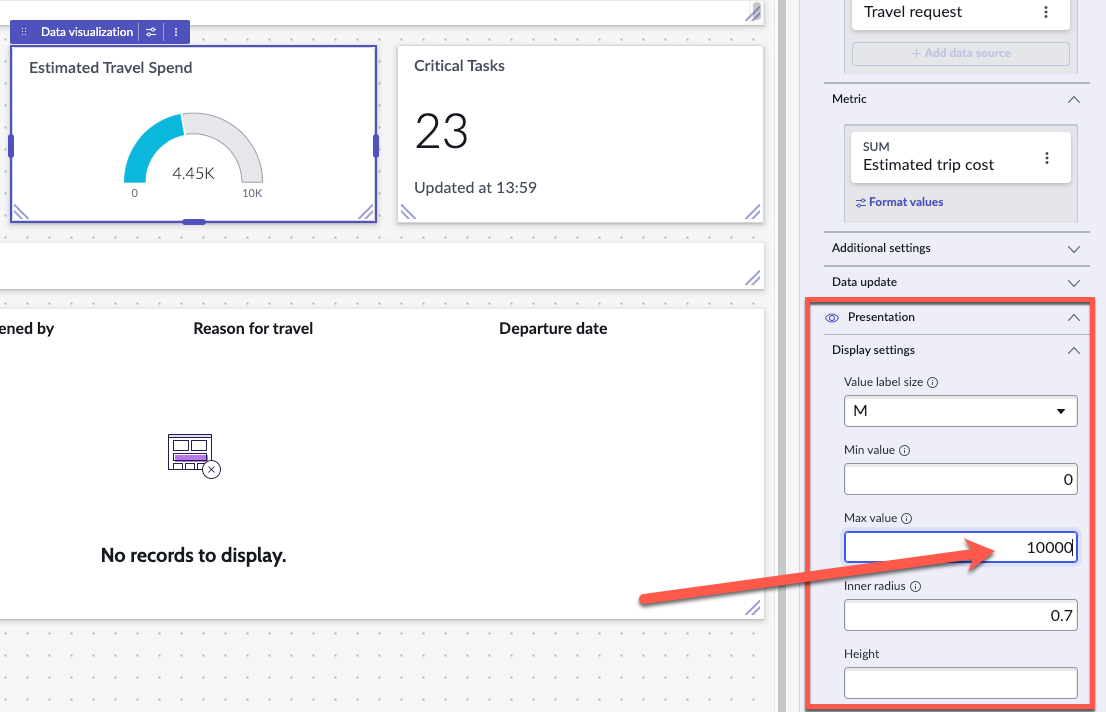 Data visualization
Estimated Travel Spend
4.45K
0
10K
Critical Tasks
23
Updated at 13:59
ened by
Reason for travel
Departure date
No records to display.
Travel request
+ Add data source
Metric
SUM
Estimated trip cost
Format values
Additional settings
Data update
Presentation
Display settings
Value label size
M
Min value
0
Max value
10000
Inner radius
0.7
Height